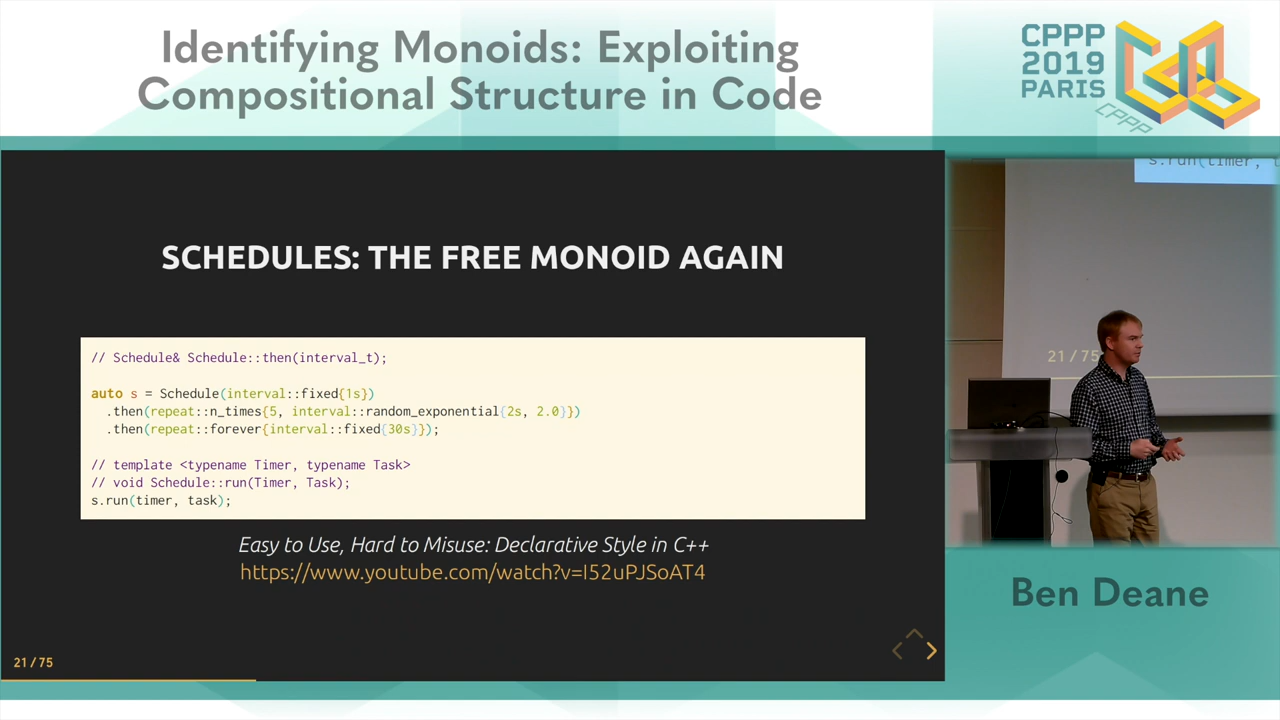 Identifying Monoids: Exploiting
Compositional Structure in Code
CPPP
2019
PARIS
CPPP
SCHEDULES: THE FREE MONOID AGAIN
// Schedule& Schedule::then(interval_t);
auto s = Schedule(interval::fixed{1s})
.then(repeat::n_times{5, interval::random_exponential{2s, 2.0}})
.then(repeat::forever{interval::fixed{30s}});
// template <typename Timer, typename Task>
// void Schedule::run(Timer, Task);
s.run(timer, task);
Easy to Use, Hard to Misuse: Declarative Style in C++
https://www.youtube.com/watch?v=I52uPJSoAT4
21 / 75
s.run(timer,
21 / 75
Ben Deane